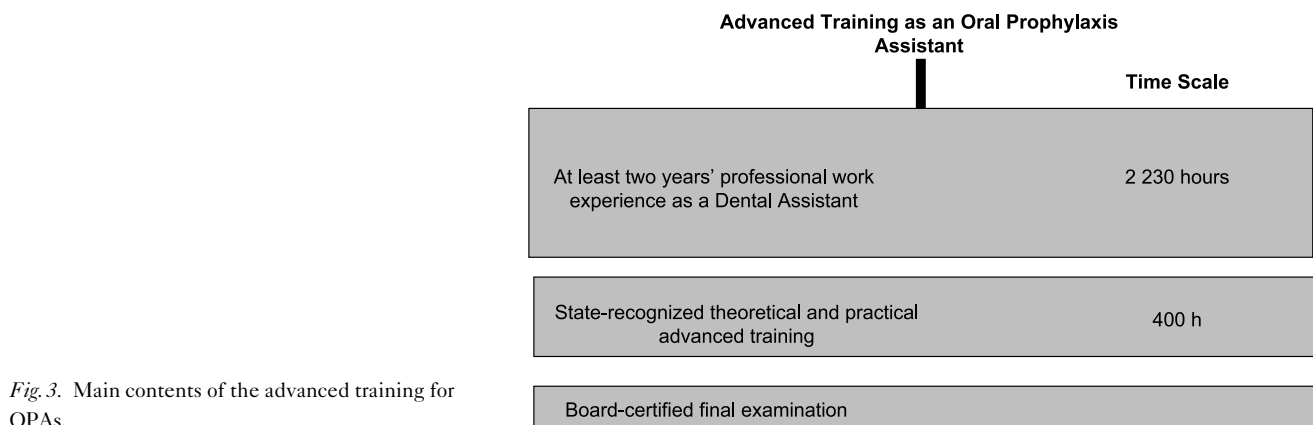 Advanced Training as an Oral Prophylaxis
Assistant
Time Scale
At least two years’ professional work
experience as a Dental Assistant
2 230 hours
State-recognized theoretical and practical
advanced training
400 h
Board-certified final examination
Fig. 3. Main contents of the advanced training for
OPAs